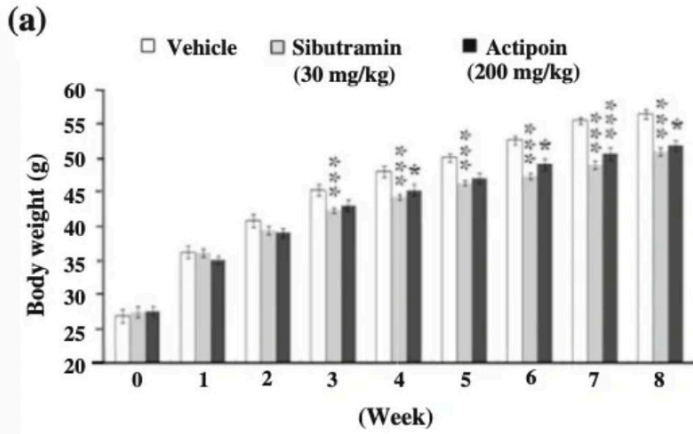 (a)
Vehicle Sibutramin Actipoin
(30 mg/kg) (200 mg/kg)
60
55
50
45
40
35
30
25
20
Body weight (g)
*** *** * *** *** * *** *** *** *
0 1 2 3 4 5 6 7 8
(Week)